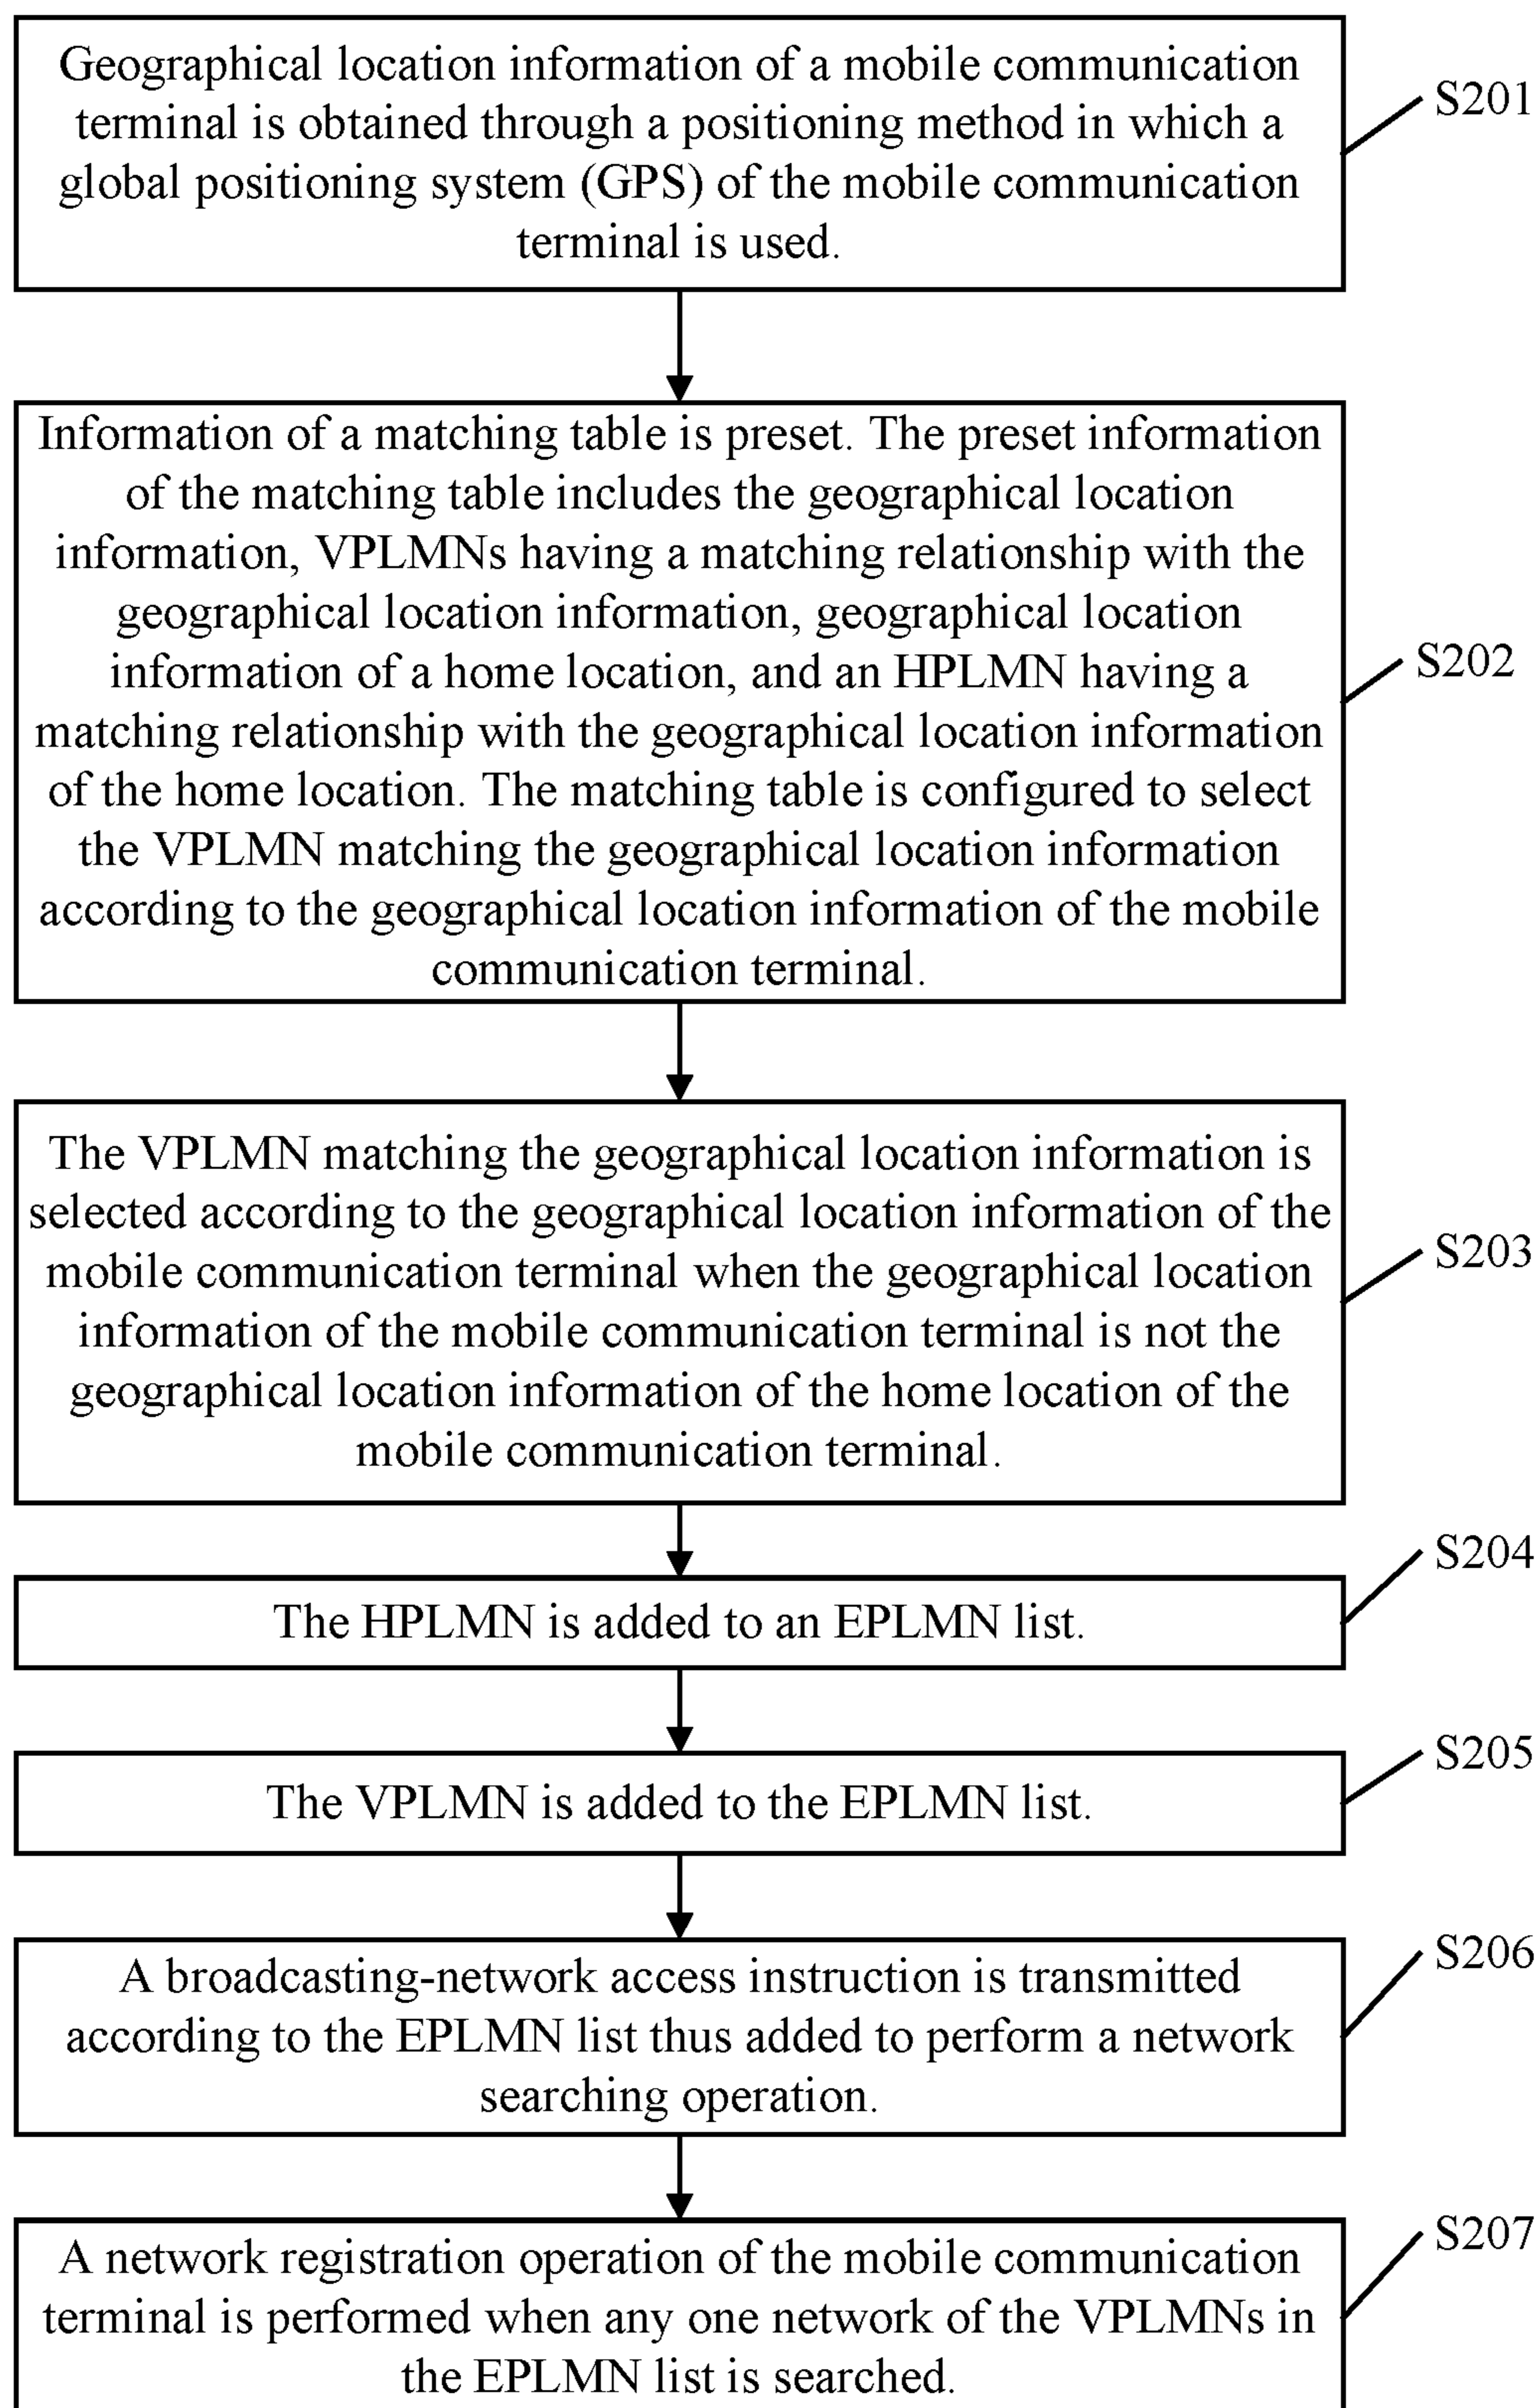 Geographical location information of a mobile communication
terminal is obtained through a positioning method in which a
global positioning system (GPS) of the mobile communication
terminal is used.
S201
Information of a matching table is preset. The preset information
of the matching table includes the geographical location
information, VPLMNs having a matching relationship with the
geographical location information, geographical location
information of a home location, and an HPLMN having a
matching relationship with the geographical location information
of the home location. The matching table is configured to select
the VPLMN matching the geographical location information
according to the geographical location information of the mobile
communication terminal.
S202
The VPLMN matching the geographical location information is
selected according to the geographical location information of the
mobile communication terminal when the geographical location
information of the mobile communication terminal is not the
geographical location information of the home location of the
mobile communication terminal.
S203
The HPLMN is added to an EPLMN list.
S204
The VPLMN is added to the EPLMN list.
S205
A broadcasting-network access instruction is transmitted
according to the EPLMN list thus added to perform a network
searching operation.
S206
A network registration operation of the mobile communication
terminal is performed when any one network of the VPLMNs in
the EPLMN list is searched.
S207